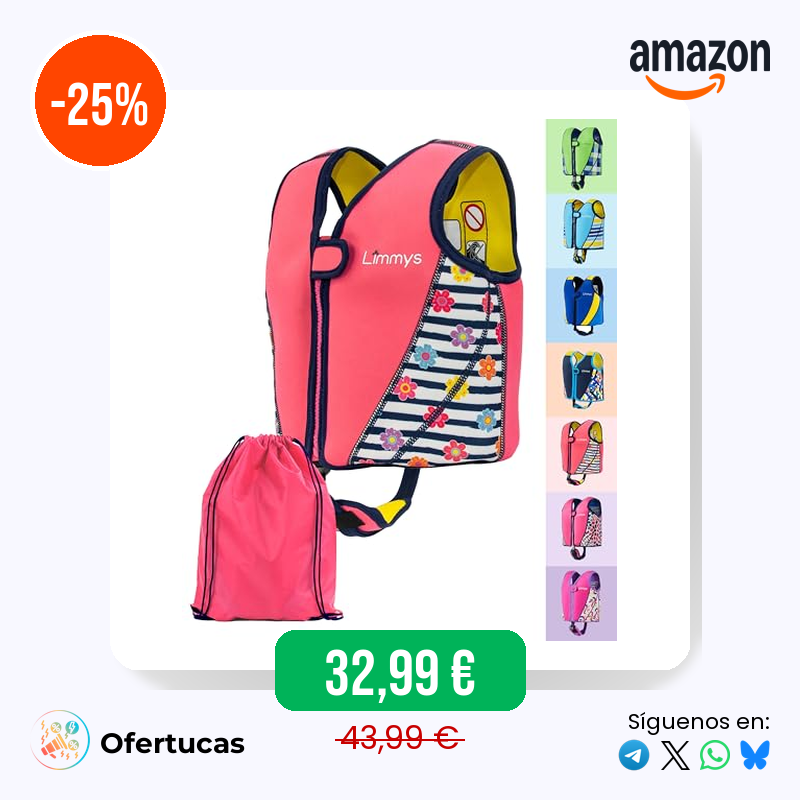 -25%
amazon
Limmys
32,99 €
43,99 €
Ofertucas
Síguenos en: